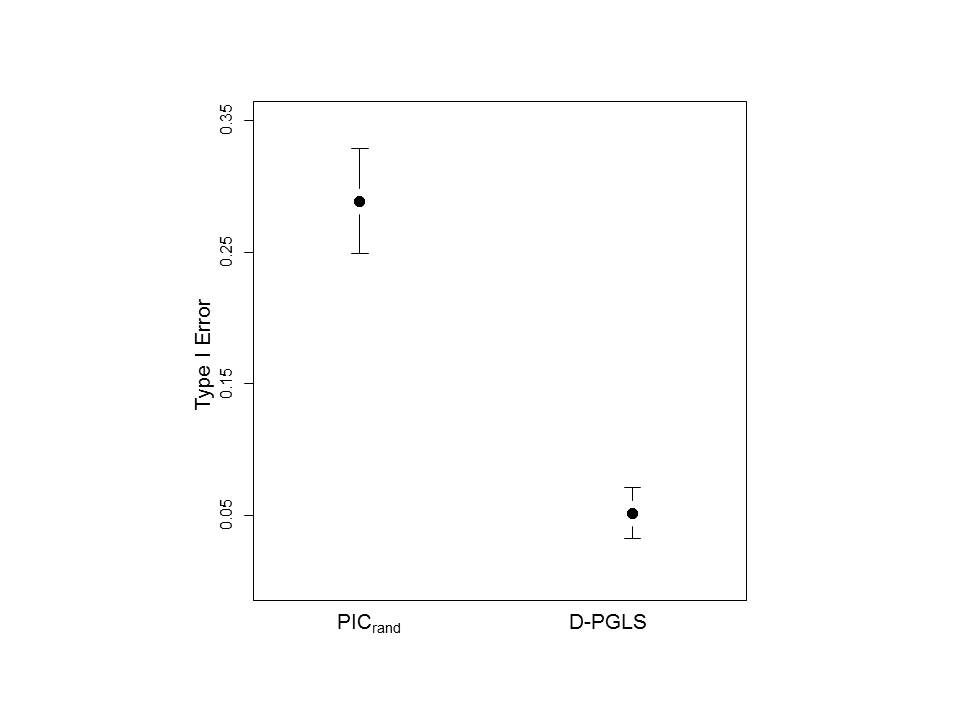 0.35
0.25
0.15
0.05
Type I Error
PICrand
D-PGLS